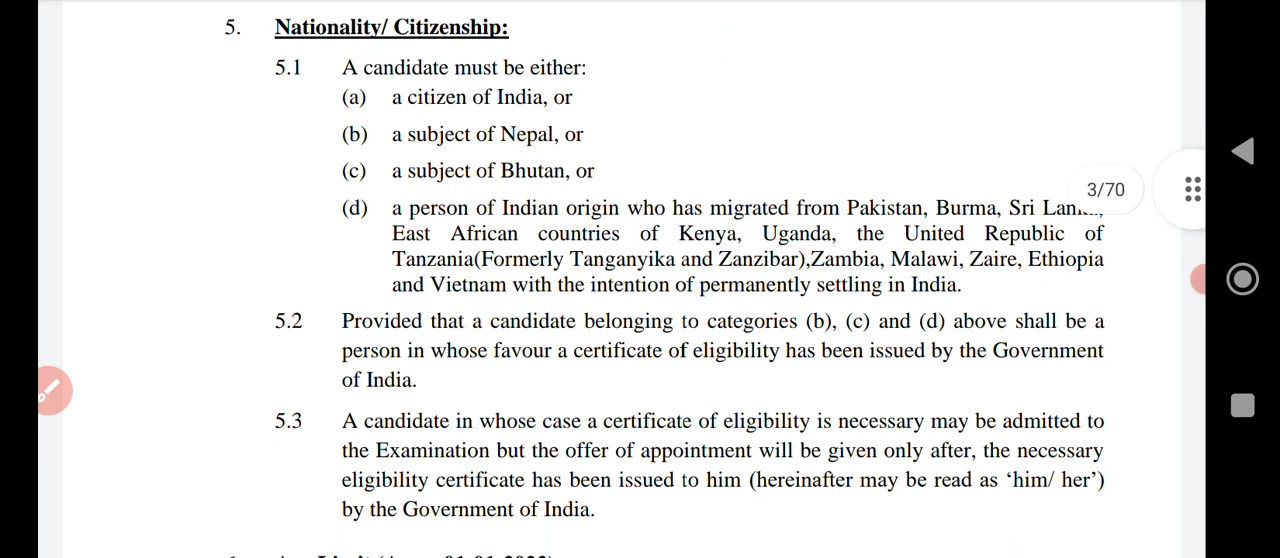 5. Nationality/ Citizenship:
5.1 A candidate must be either:
(a) a citizen of India, or
(b) a subject of Nepal, or
(c) a subject of Bhutan, or
3/70
(d) a person of Indian origin who has migrated from Pakistan, Burma, Sri
East African countries of Kenya, Uganda, the United Republic of
Tanzania(Formerly Tanganyika and Zanzibar),Zambia, Malawi, Zaire, Ethiopia
and Vietnam with the intention of permanently settling in India.
5.2 Provided that a candidate belonging to categories (b), (c) and (d) above shall be a
person in whose favour a certificate of eligibility has been issued by the Government
of India.
5.3 A candidate in whose case a certificate of eligibility is necessary may be admitted to
the Examination but the offer of appointment will be given only after, the necessary
eligibility certificate has been issued to him (hereinafter may be read as ‘him/ her’)
by the Government of India.